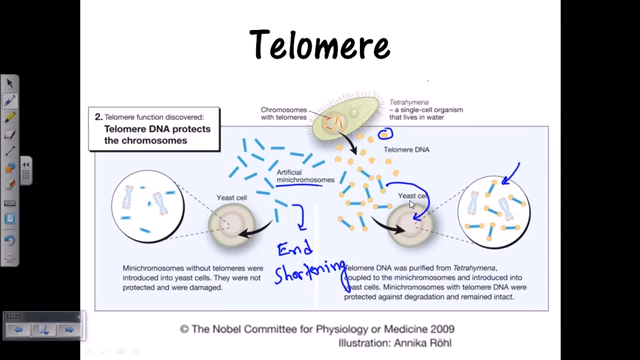 Telomere
2. Telomere function discovered:
Telomere DNA protects
the chromosomes
Chromosomes
with telomeres
Tetrahymena
– a single-cell organism
that lives in water
Telomere DNA
Artificial
minichromosomes
Yeast cell
Yeast cell
End
Shortening
Minichromosomes without telomeres were
introduced into yeast cells. They were not
protected and were damaged.
Telomere DNA was purified from Tetrahymena,
coupled to the minichromosomes and introduced into
yeast cells. Minichromosomes with telomere DNA were
protected against degradation and remained intact.
© The Nobel Committee for Physiology or Medicine 2009
Illustration: Annika Röhl